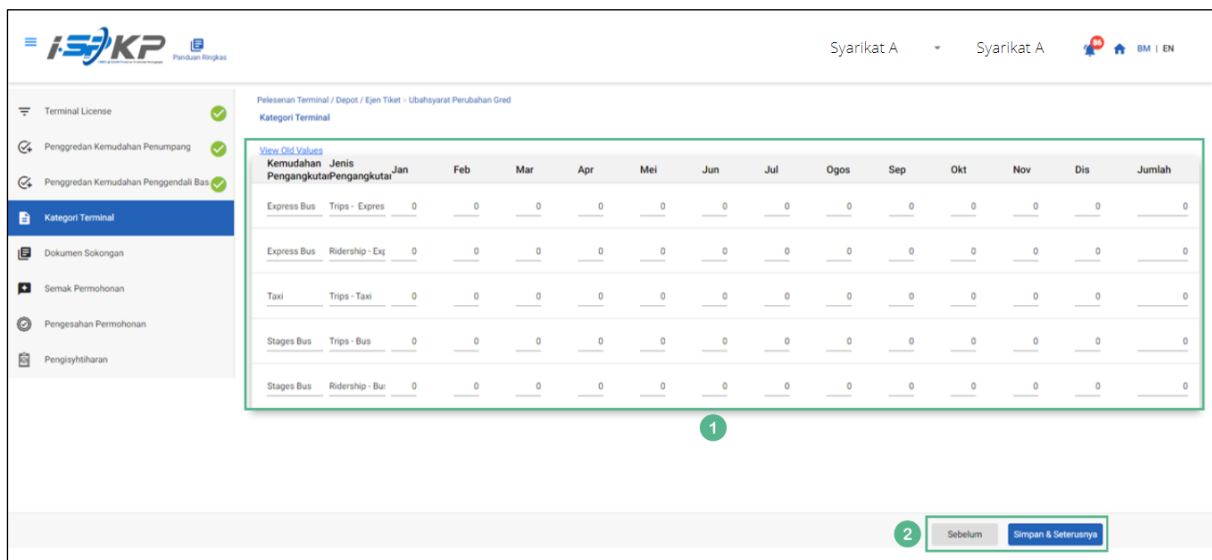 i-SPKP
Panduan Ringkas
Syarikat A
Syarikat A
86
BM | EN
Terminal License
Penggredan Kemudahan Penumpang
Penggredan Kemudahan Penggendali Bas
Kategori Terminal
Dokumen Sokongan
Semak Permohonan
Pengesahan Permohonan
Pengisyhtiharan
Pelesenan Terminal / Depot / Ejen Tiket > Ubahsyarat Perubahan Gred
Kategori Terminal
View Old Values
Kemudahan Pengangkutan Jenis Pengangkutan Jan Feb Mar Apr Mei Jun Jul Ogos Sep Okt Nov Dis Jumlah
Express Bus Trips - Expres 0 0 0 0 0 0 0 0 0 0 0 0 0
Express Bus Ridership - Exp 0 0 0 0 0 0 0 0 0 0 0 0 0
Taxi Trips - Taxi 0 0 0 0 0 0 0 0 0 0 0 0 0
Stages Bus Trips - Bus 0 0 0 0 0 0 0 0 0 0 0 0 0
Stages Bus Ridership - Bus 0 0 0 0 0 0 0 0 0 0 0 0 0
1
2
Sebelum
Simpan & Seterusnya